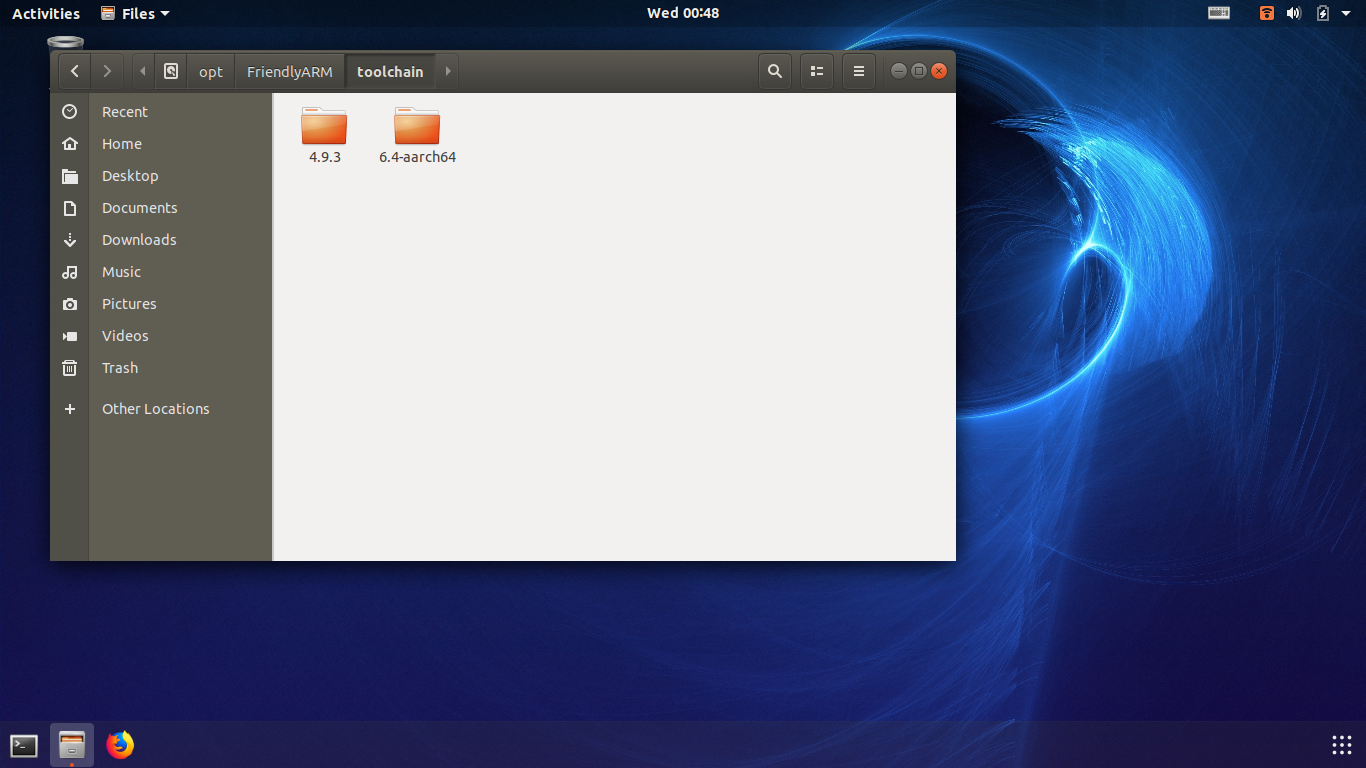 Activities Files Wed 00:48
opt FriendlyARM toolchain
Recent
Home
Desktop
Documents
Downloads
Music
Pictures
Videos
Trash
Other Locations
4.9.3 6.4-aarch64